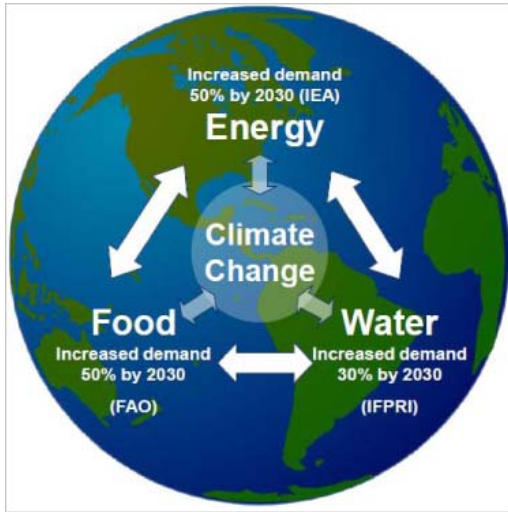 Increased demand
50% by 2030 (IEA)
Energy
Climate
Change
Food
Increased demand
50% by 2030
(FAO)
Water
Increased demand
30% by 2030
(IFPRI)